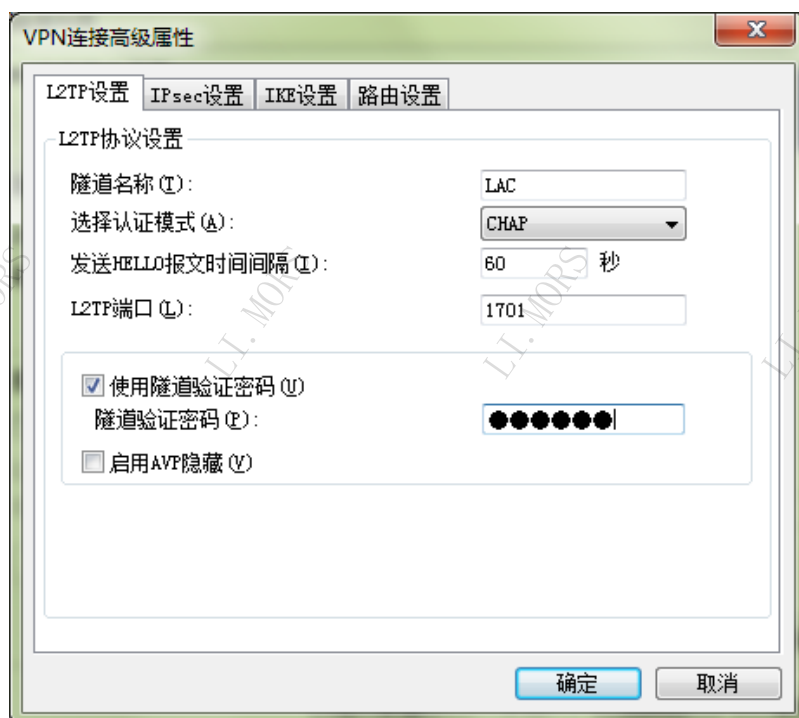 VPN连接高级属性
L2TP设置 IPsec设置 IKE设置 路由设置
L2TP协议设置
隧道名称(T): LAC
选择认证模式(A): CHAP
发送HELLO报文时间间隔(I): 60 秒
L2TP端口(L): 1701
使用隧道验证密码(U)
隧道验证密码(P): ●●●●●●
启用AVP隐藏(V)
确定 取消
LI.MORS
LI.MORS